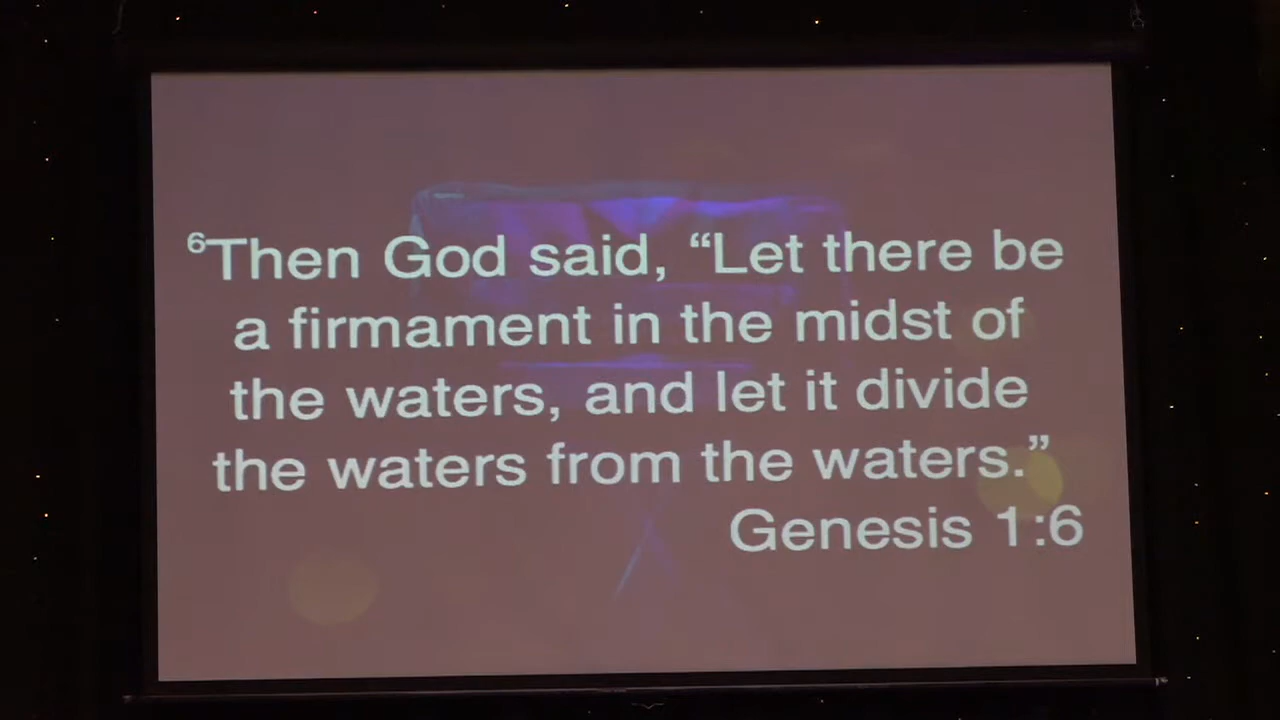 ⁶Then God said, “Let there be
a firmament in the midst of
the waters, and let it divide
the waters from the waters.”
Genesis 1:6